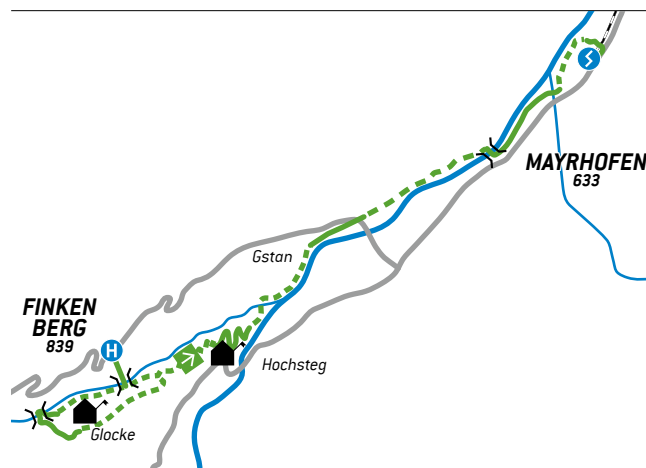 MAYRHOFEN
633
Gstan
FINKEN
BERG
839
H
Hochsteg
Glocke